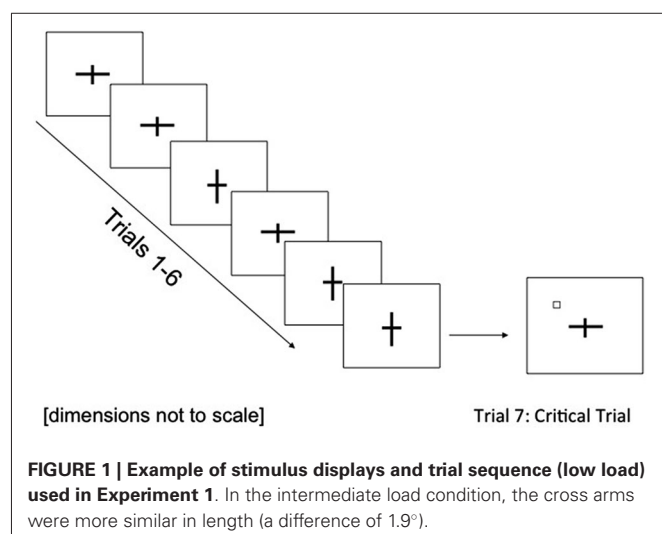 Trials 1-6
[dimensions not to scale]
Trial 7: Critical Trial
FIGURE 1 | Example of stimulus displays and trial sequence (low load)
used in Experiment 1. In the intermediate load condition, the cross arms
were more similar in length (a difference of 1.9°).